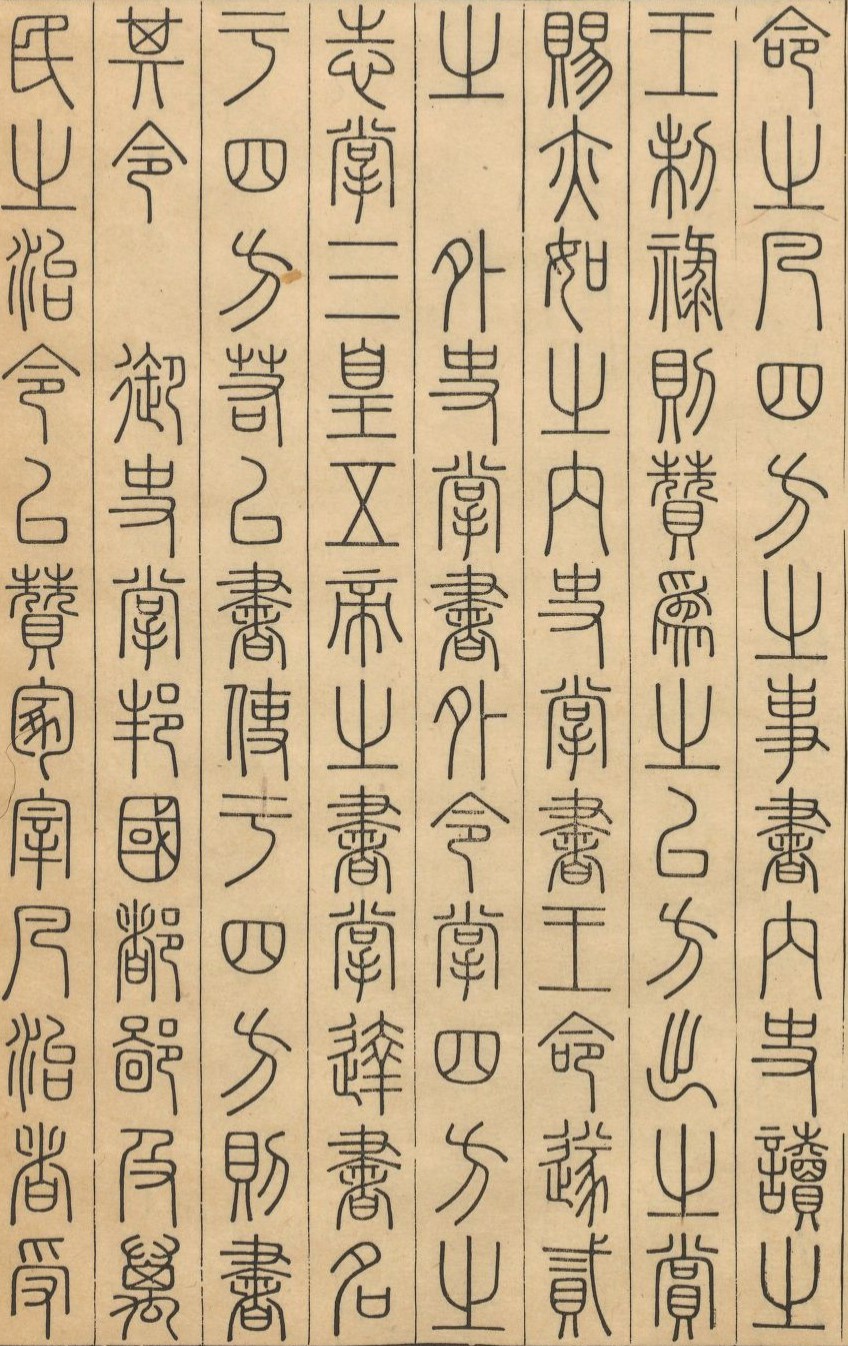 命之凡四方之事書內史讀之
王制祿則贊爲之以方出之賞
賜亦如之內史掌書王命遂貳
之　外史掌書外令掌四方之
志掌三皇五帝之書掌達書名
于四方若以書使于四方則書
其令　御史掌邦國都鄙及萬
民之治令以贊冢宰凡治者受